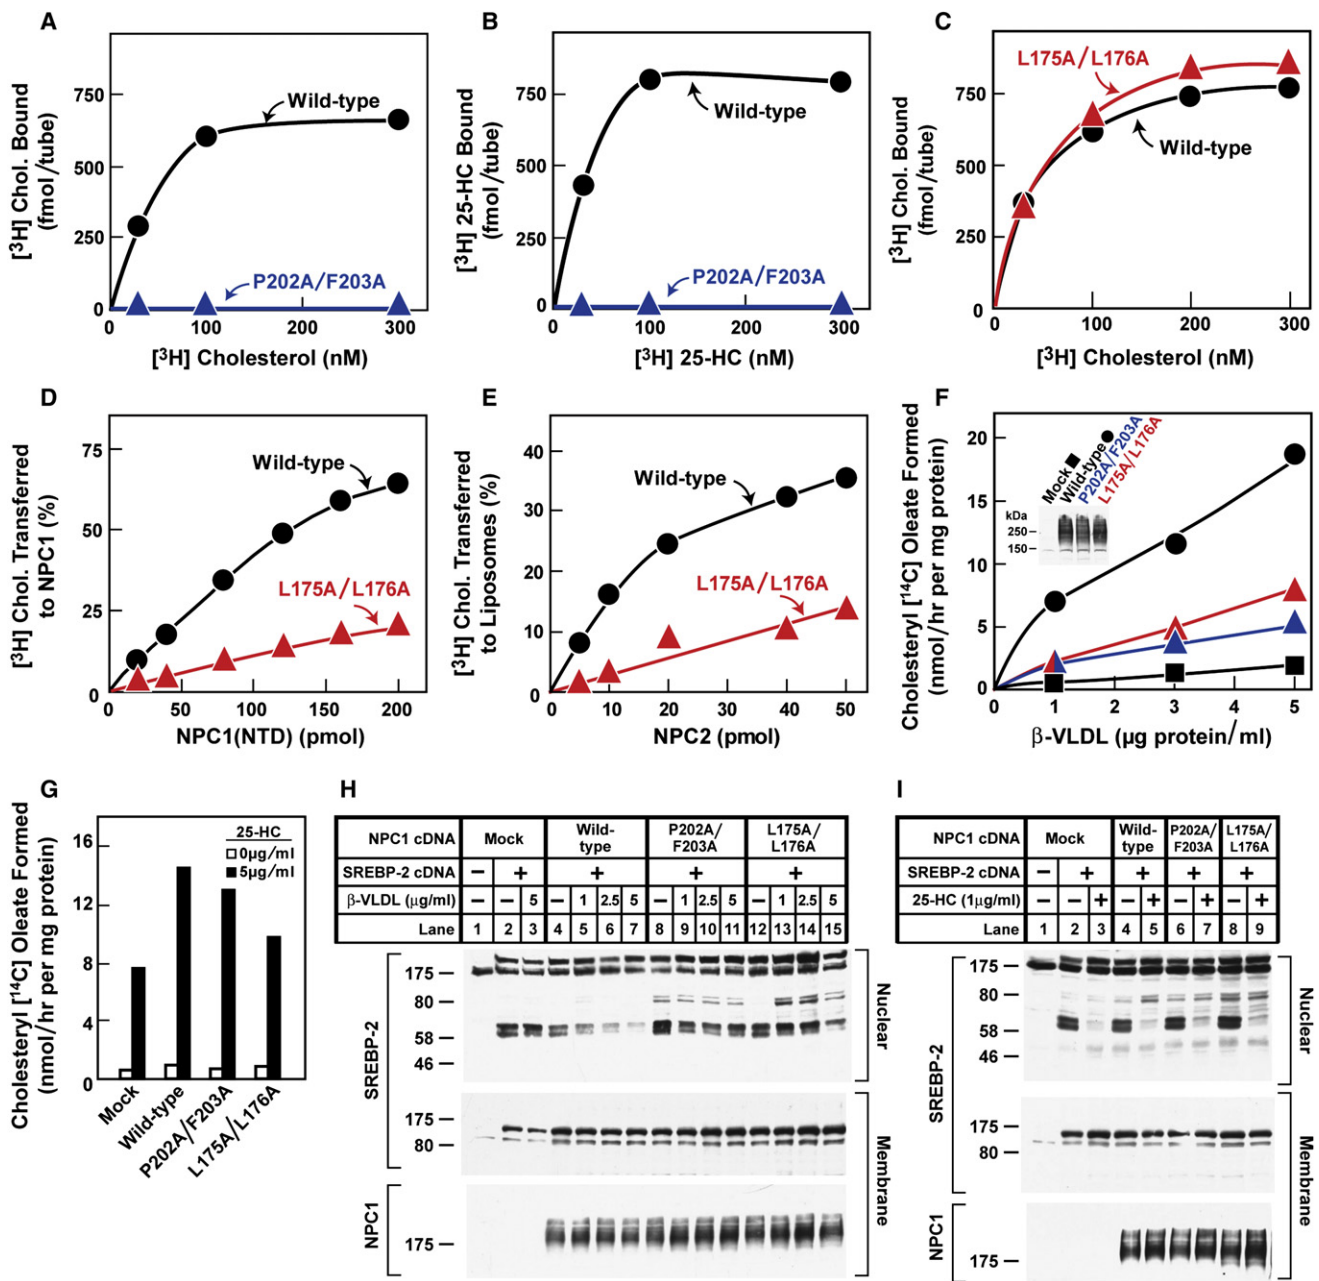 A
[³H] Chol. Bound
(fmol/tube)
750
500
250
0
Wild-type
P202A/F203A
0 100 200 300
[³H] Cholesterol (nM)
B
[³H] 25-HC Bound
(fmol/tube)
750
500
250
0
Wild-type
P202A/F203A
0 100 200 300
[³H] 25-HC (nM)
C
[³H] Chol. Bound
(fmol/tube)
750
500
250
0
L175A/L176A
Wild-type
0 100 200 300
[³H] Cholesterol (nM)
D
[³H] Chol. Transferred
to NPC1 (%)
75
50
25
0
Wild-type
L175A/L176A
0 50 100 150 200
NPC1(NTD) (pmol)
E
[³H] Chol. Transferred
to Liposomes (%)
40
30
20
10
0
Wild-type
L175A/L176A
0 10 20 30 40 50
NPC2 (pmol)
F
Cholesteryl [¹⁴C] Oleate Formed
(nmol/hr per mg protein)
20
15
10
5
0
Mock
Wild-type
P202A/F203A
L175A/L176A
kDa
250
150
0 1 2 3 4 5
β-VLDL (μg protein/ml)
G
Cholesteryl [¹⁴C] Oleate Formed
(nmol/hr per mg protein)
16
12
8
4
0
25-HC
0μg/ml
5μg/ml
Mock
Wild-type
P202A/F203A
L175A/L176A
H
NPC1 cDNA Mock Wild-type P202A/F203A L175A/L176A
SREBP-2 cDNA – + + + +
β-VLDL (μg/ml) – – 5 – 1 2.5 5 – 1 2.5 5 – 1 2.5 5
Lane 1 2 3 4 5 6 7 8 9 10 11 12 13 14 15
SREBP-2
175
80
58
46
Nuclear
175
80
Membrane
NPC1
175
I
NPC1 cDNA Mock Wild-type P202A/F203A L175A/L176A
SREBP-2 cDNA – + + + +
25-HC (1μg/ml) – – + – + – + – +
Lane 1 2 3 4 5 6 7 8 9
SREBP-2
175
80
58
46
Nuclear
175
80
Membrane
NPC1
175